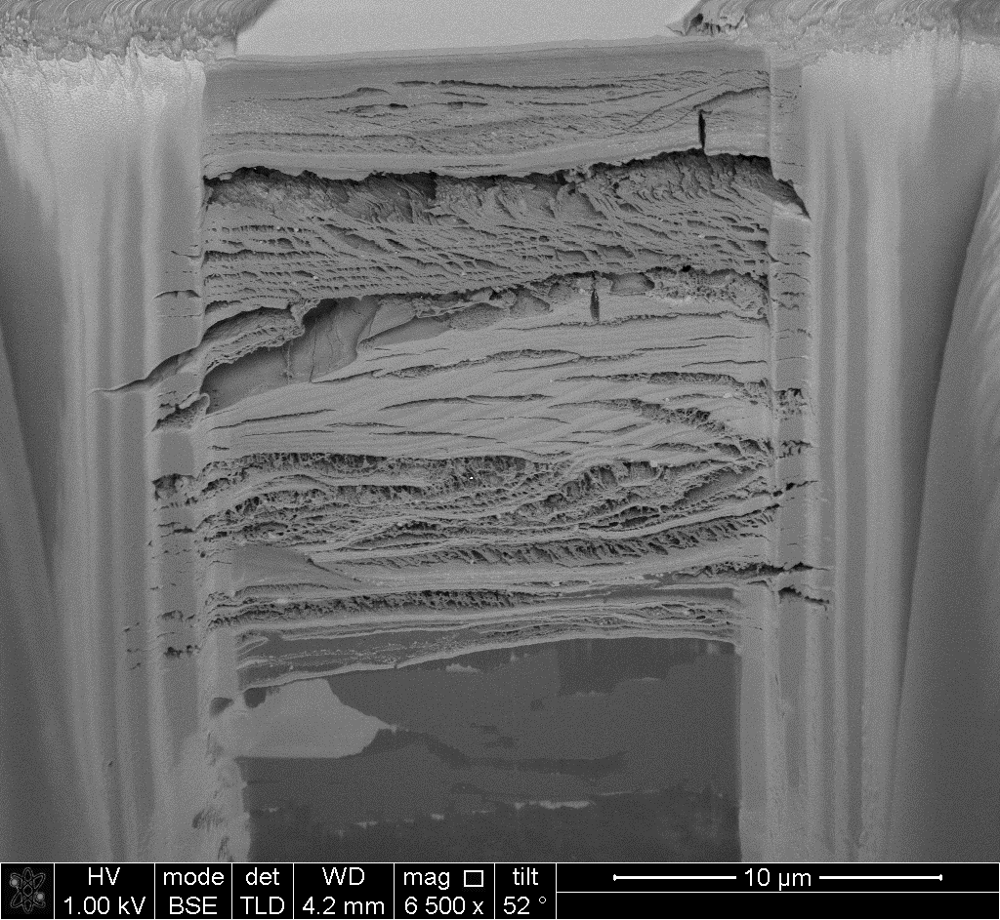 HV mode det WD mag tilt
1.00 kV BSE TLD 4.2 mm 6 500 x 52 °
10 µm